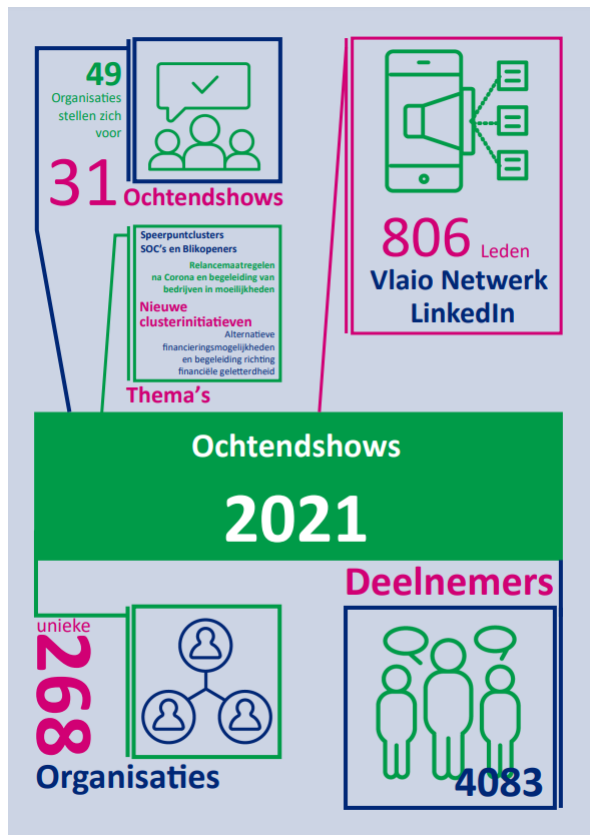 49
Organisaties
stellen zich
voor
31 Ochtendshows
Speerpuntclusters
SOC's en Blikopeners
Relancemaatregelen
na Corona en begeleiding van
bedrijven in moeilijkheden
Nieuwe
clusterinitiatieven
Alternatieve
financieringsmogelijkheden
en begeleiding richting
financiële geletterdheid
Thema's
806 Leden
Vlaio Netwerk
LinkedIn
Ochtendshows
2021
unieke
268
Organisaties
Deelnemers
4083